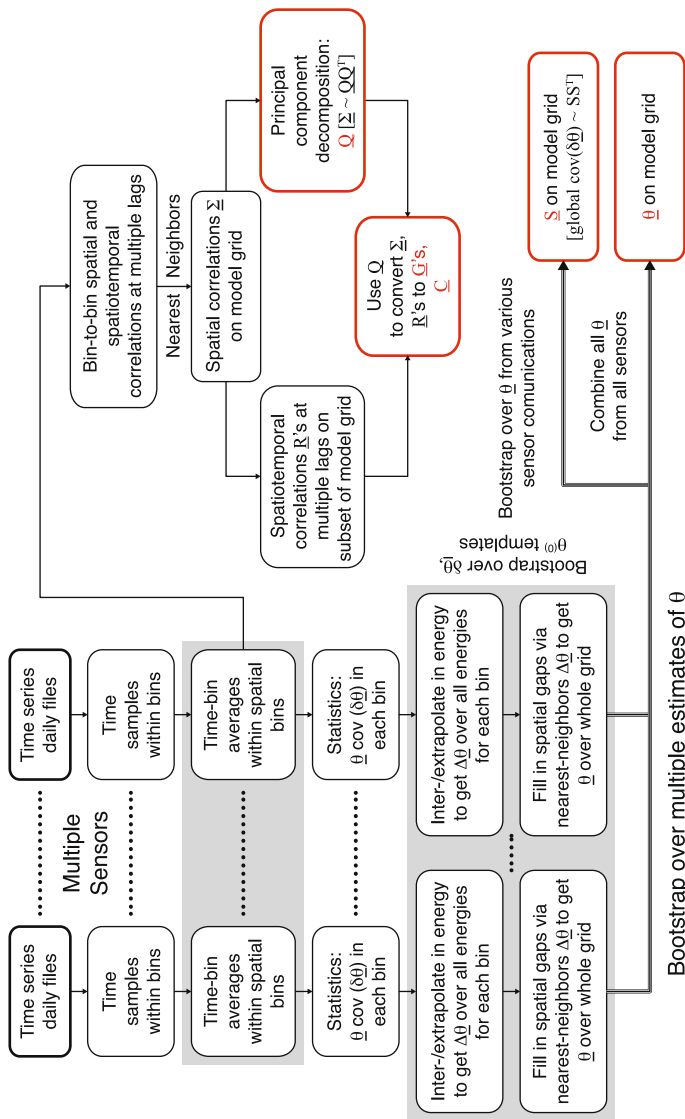 Time series
daily files
Multiple
Sensors
Time series
daily files
Time
samples
within bins
Time
samples
within bins
Time-bin
averages
within spatial
bins
Time-bin
averages
within spatial
bins
Statistics:
θ cov (δθ) in
each bin
Statistics:
θ cov (δθ) in
each bin
Inter-/extrapolate in energy
to get Δθ over all energies
for each bin
Inter-/extrapolate in energy
to get Δθ over all energies
for each bin
Fill in spatial gaps via
nearest-neighbors Δθ to get
θ over whole grid
Fill in spatial gaps via
nearest-neighbors Δθ to get
θ over whole grid
Bootstrap over δθ,
θ(0) templates
Bootstrap over multiple estimates of θ
Bin-to-bin spatial and
spatiotemporal
correlations at multiple lags
Nearest Neighbors
Spatial correlations Σ
on model grid
Spatiotemporal
correlations R's at
multiple lags on
subset of model grid
Principal
component
decomposition:
Q [Σ ~ QQT]
Use Q
to convert Σ,
R's to G's,
C
Bootstrap over θ from various
sensor comunications
Combine all θ
from all sensors
S on model grid
[global cov(δθ) ~ SST]
θ on model grid